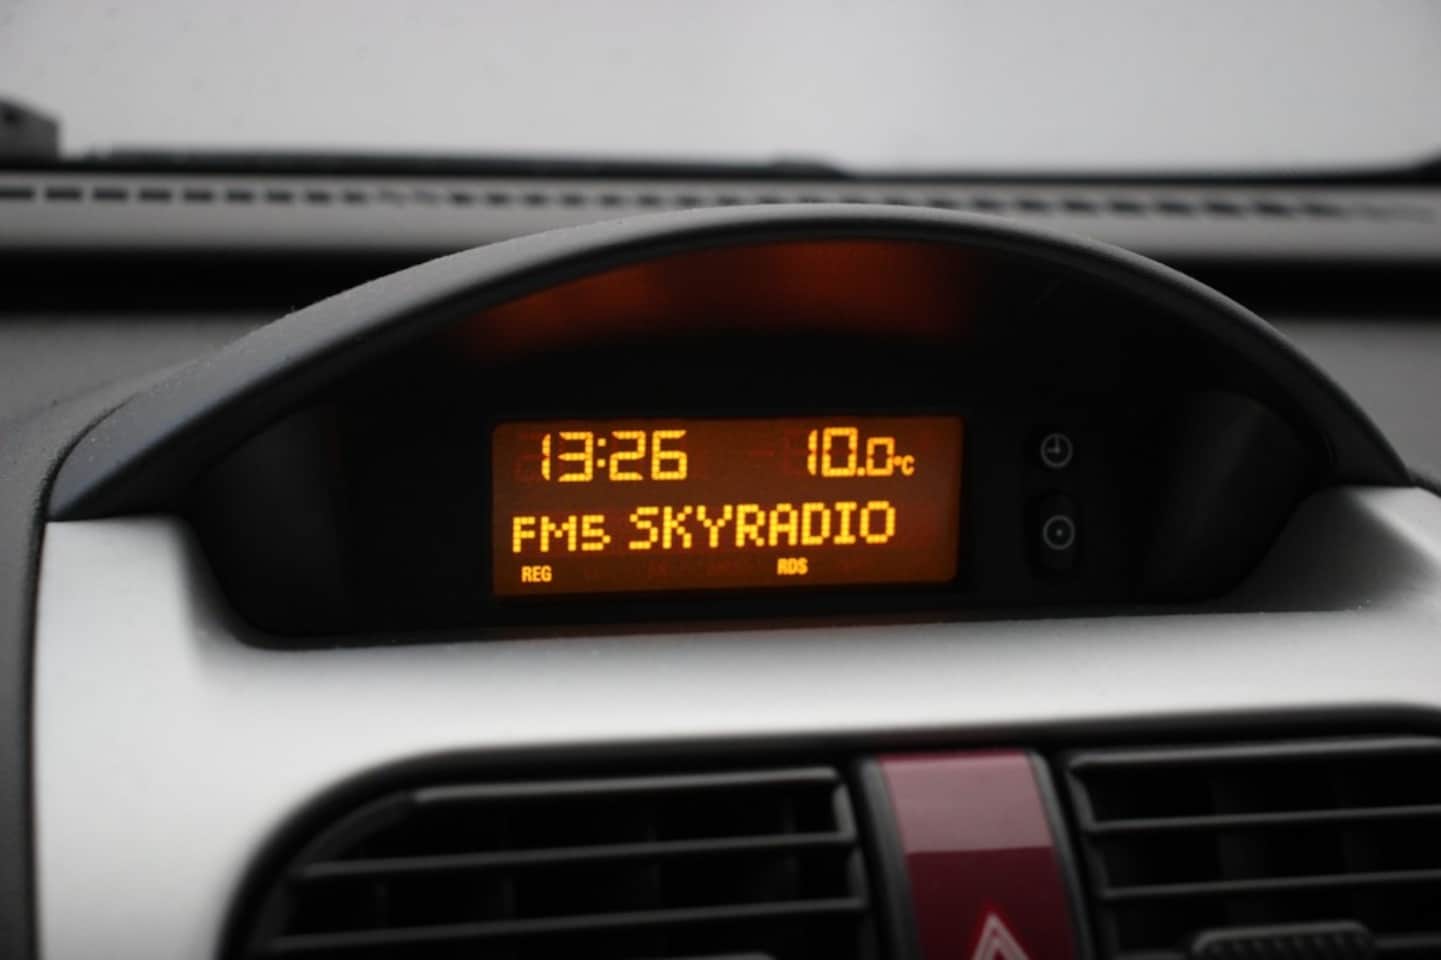 13:26 10.0°C
FM5 SKYRADIO
REG RDS